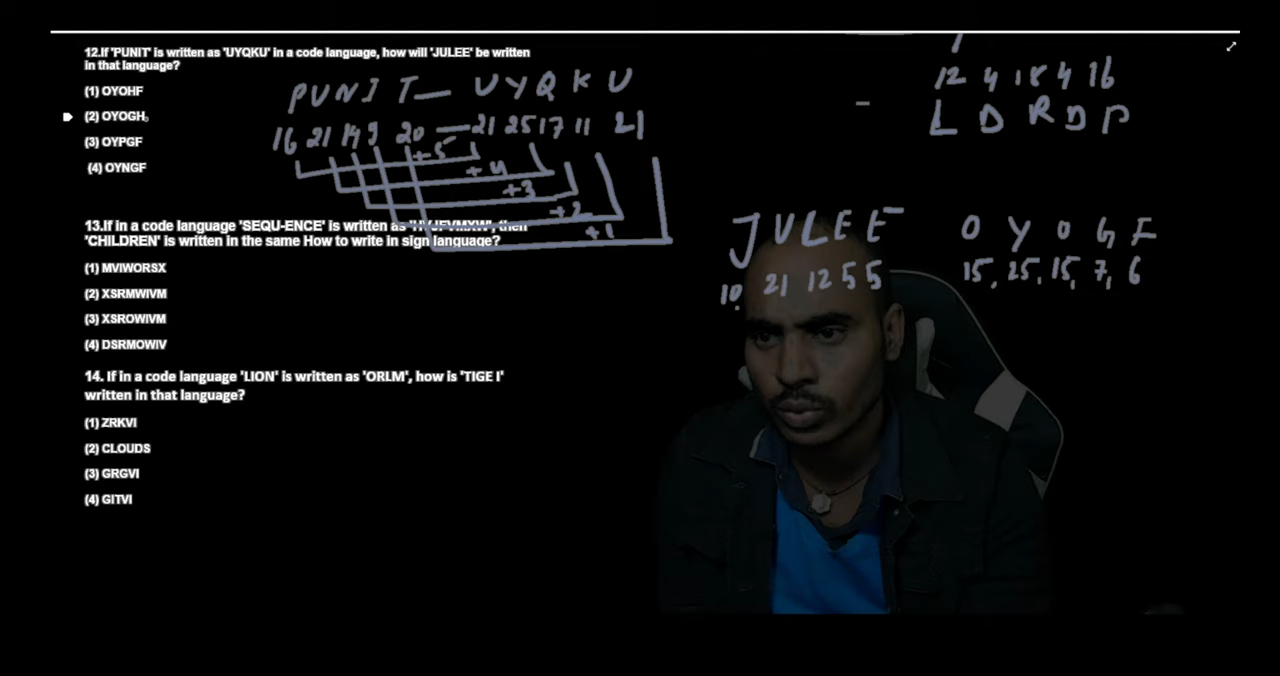 12.If 'PUNIT' is written as 'UYQKU' in a code language, how will 'JULEE' be written
in that language?
(1) OYOHF
(2) OYOGH
(3) OYPGF
(4) OYNGF
PUNIT — UYQKU
16 21 14 9 20 — 21 25 17 11 21
+5
+4
+3
+2
+1
12 4 18 4 16
L D R D P
13.If in a code language 'SEQU-ENCE' is written as 'HVJFVMXW', then
'CHILDREN' is written in the same How to write in sign language?
(1) MVIWORSX
(2) XSRMWIVM
(3) XSROWIVM
(4) DSRMOWIV
JULEE
10 21 12 5 5
O Y O G F
15, 25, 15, 7, 6
14. If in a code language 'LION' is written as 'ORLM', how is 'TIGE I'
written in that language?
(1) ZRKVI
(2) CLOUDS
(3) GRGVI
(4) GITVI